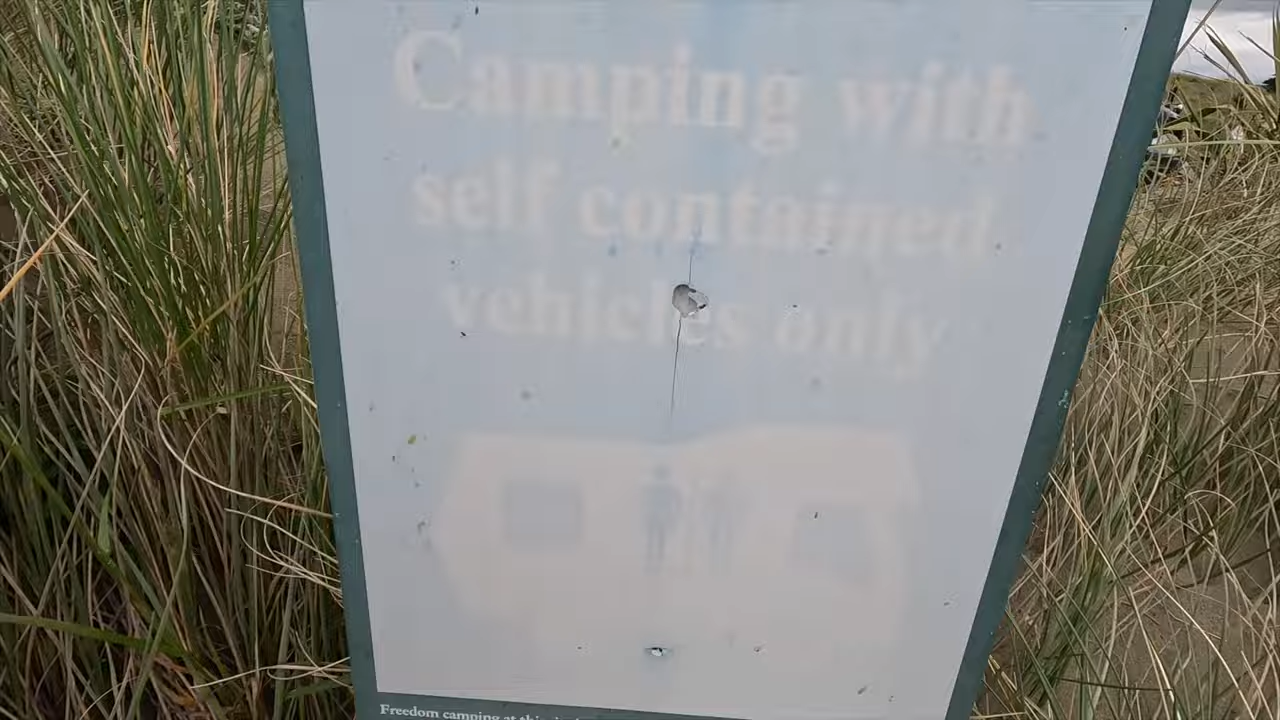 Camping with
self contained
vehicles only
Freedom camping at this